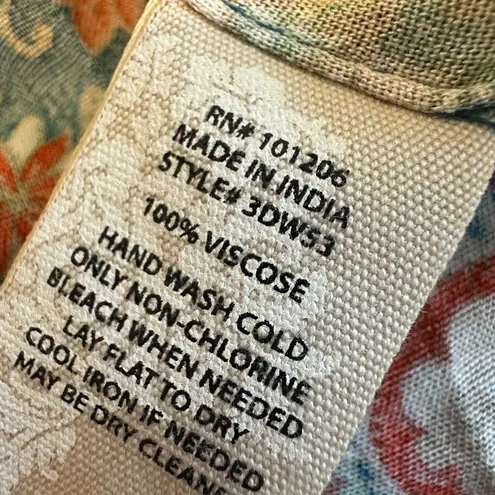 RN# 101206
MADE IN INDIA
STYLE# 3DW53
100% VISCOSE
HAND WASH COLD
ONLY NON-CHLORINE
BLEACH WHEN NEEDED
LAY FLAT TO DRY
COOL IRON IF NEEDED
MAY BE DRY CLEANE